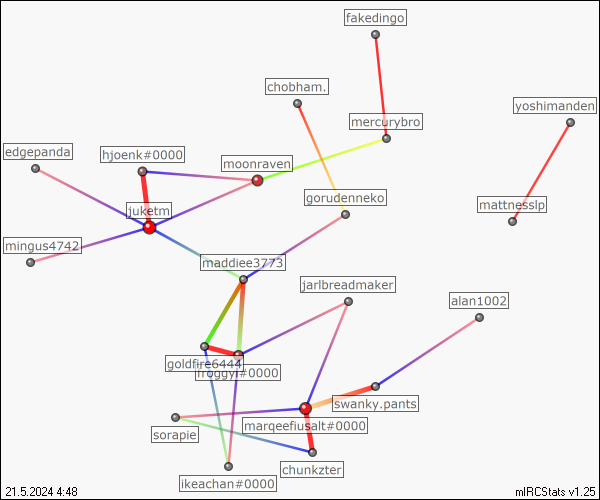 fakedingo
chobham.
yoshimanden
mercurybro
edgepanda
hjoenk#0000
moonraven
gorudenneko
mattnesslp
juketm
mingus4742
maddiee3773
jarlbreadmaker
alan1002
goldfire6444
froggyl#0000
swanky.pants
marqeefiusalt#0000
sorapie
chunkzter
ikeachan#0000
21.5.2024 4:48
mIRCStats v1.25